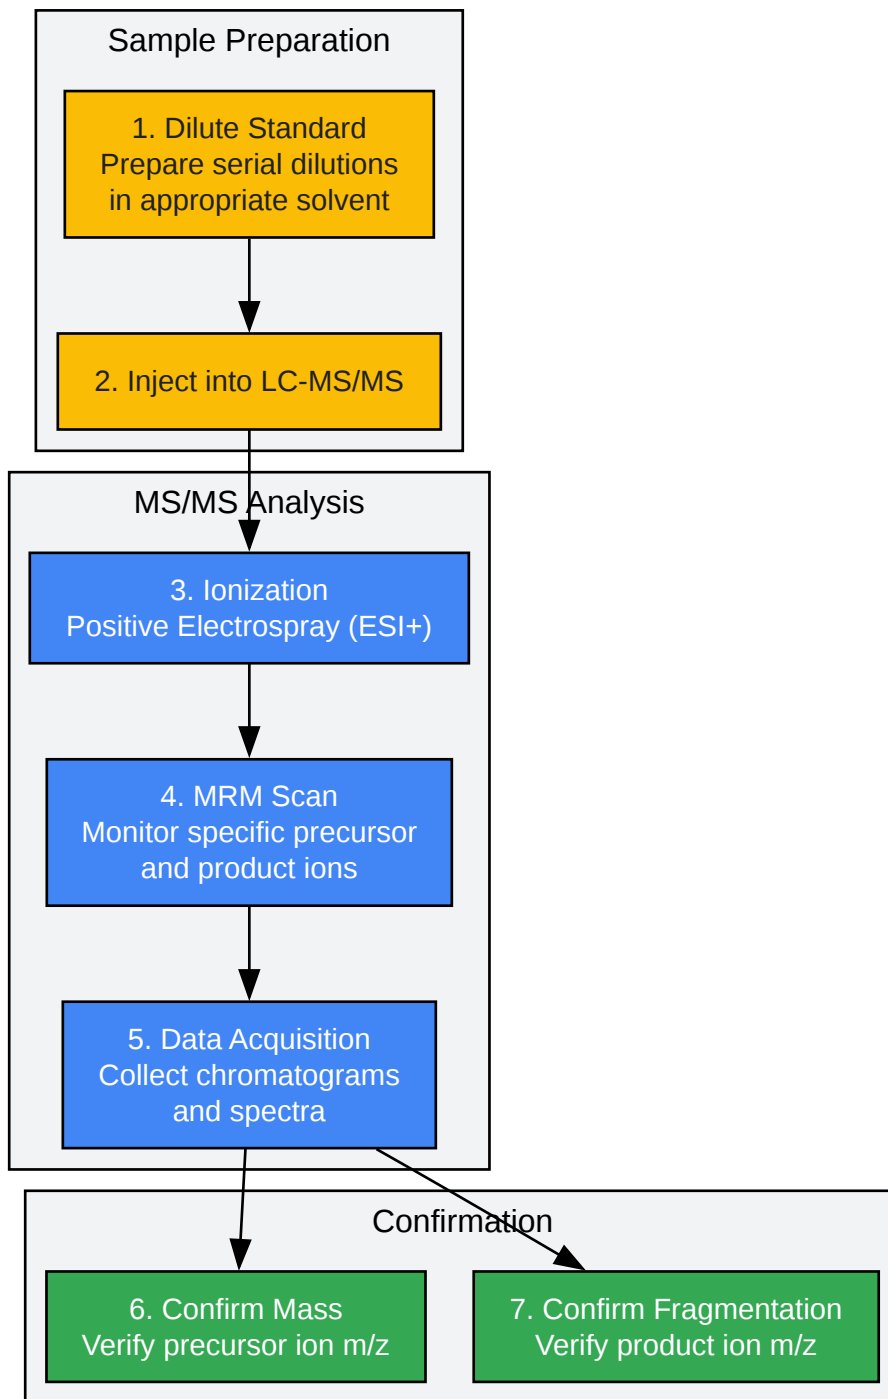 Sample Preparation
1. Dilute Standard
Prepare serial dilutions
in appropriate solvent
2. Inject into LC-MS/MS
MS/MS Analysis
3. Ionization
Positive Electrospray (ESI+)
4. MRM Scan
Monitor specific precursor
and product ions
5. Data Acquisition
Collect chromatograms
and spectra
Confirmation
6. Confirm Mass
Verify precursor ion m/z
7. Confirm Fragmentation
Verify product ion m/z